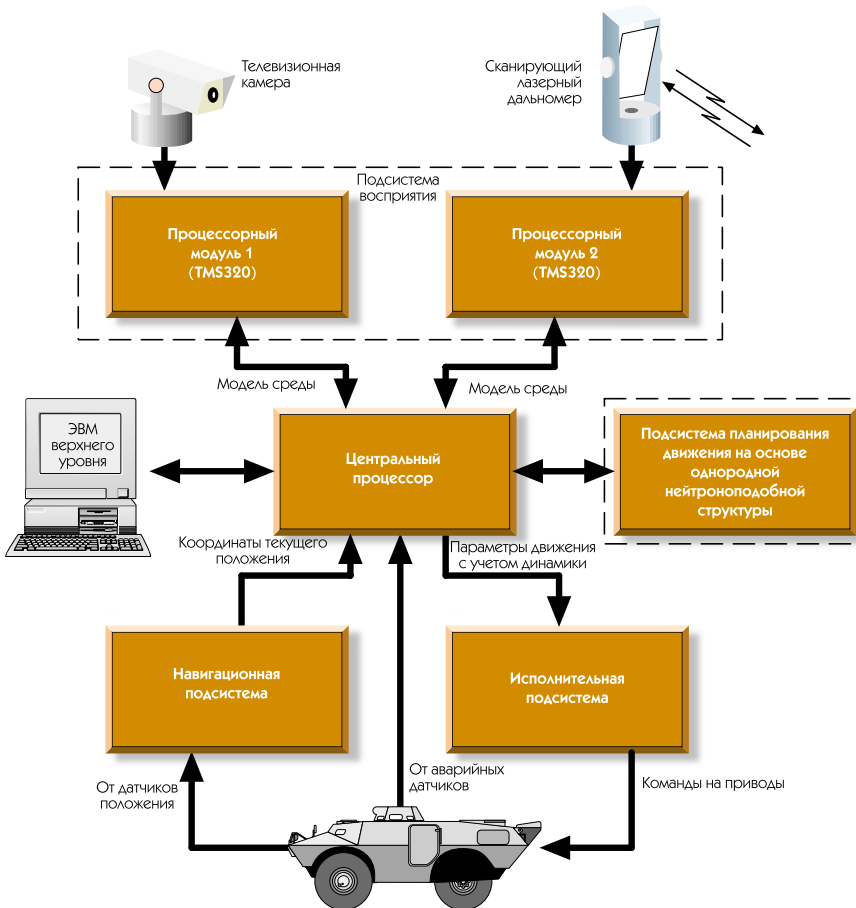 Телевизионная
камера
Сканирующий
лазерный
дальномер
Подсистема
восприятия
Процессорный
модуль 1
(TMS320)
Процессорный
модуль 2
(TMS320)
Модель среды
Модель среды
ЭВМ
верхнего
уровня
Центральный
процессор
Подсистема планирования
движения на основе
однородной
нейтроноподобной
структуры
Координаты текущего
положения
Параметры движения
с учетом динамики
Навигационная
подсистема
Исполнительная
подсистема
От датчиков
положения
От аварийных
датчиков
Команды на приводы